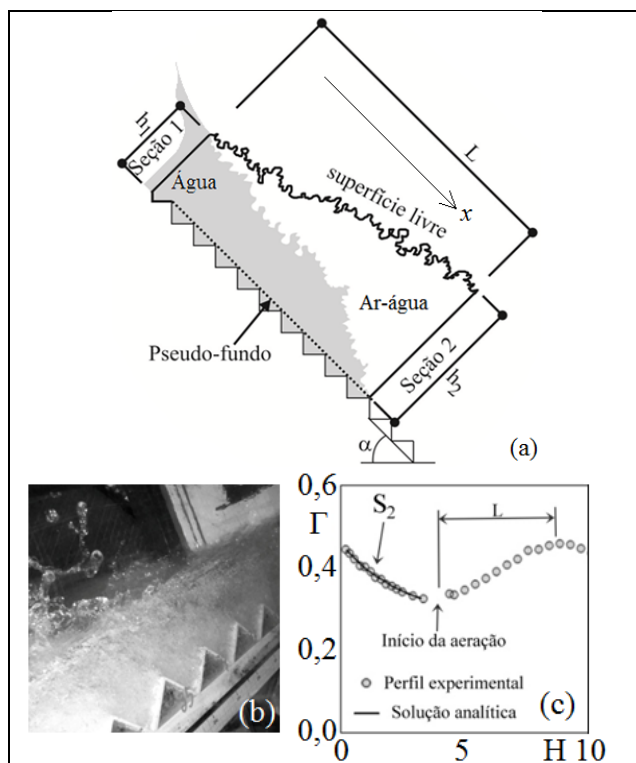 L
h1
Seção 1
Água
superfície livre
x
Ar-água
Pseudo-fundo
Seção 2
h2
α
(a)
(b)
0,6
Γ
S2
L
0,4
Início da aeração
0,2
Perfil experimental
Solução analítica
(c)
0,0
0
5
H 10